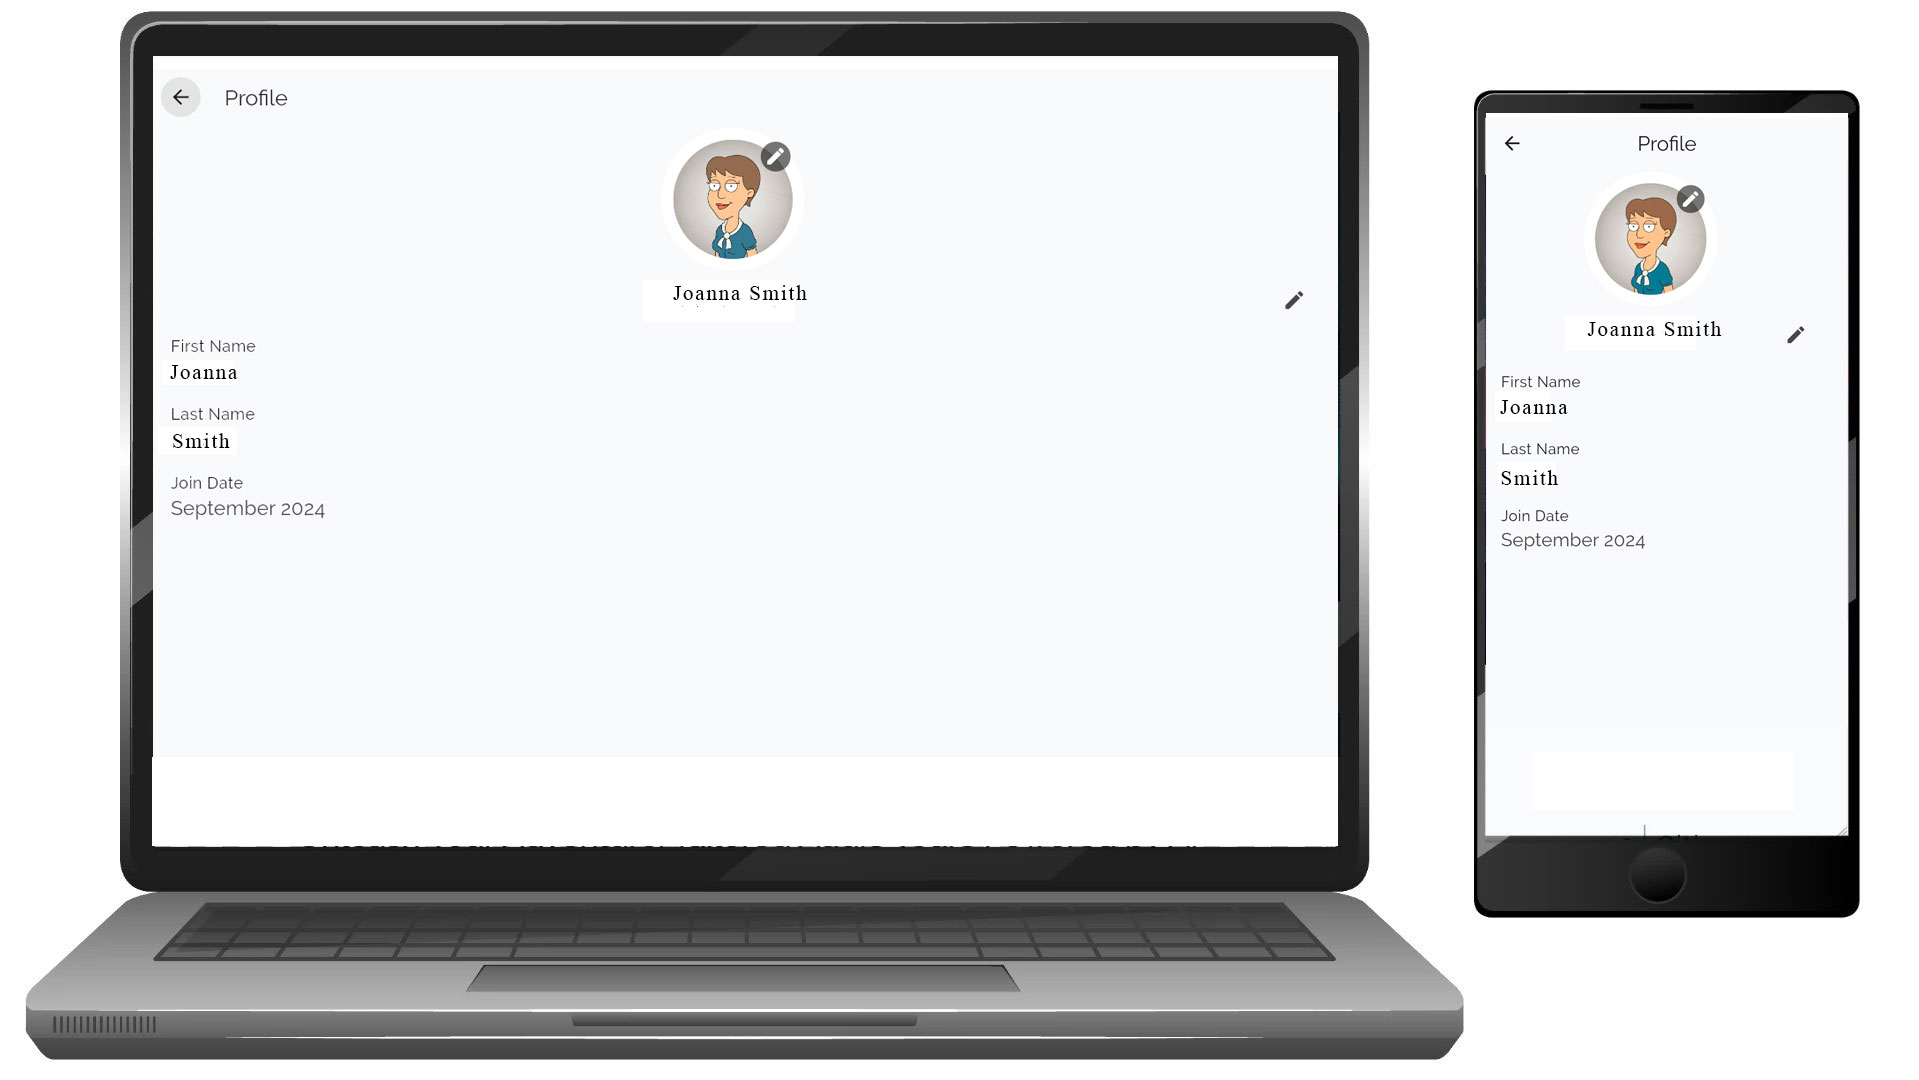 Profile
Joanna Smith
First Name
Joanna
Last Name
Smith
Join Date
September 2024
Profile
Joanna Smith
First Name
Joanna
Last Name
Smith
Join Date
September 2024